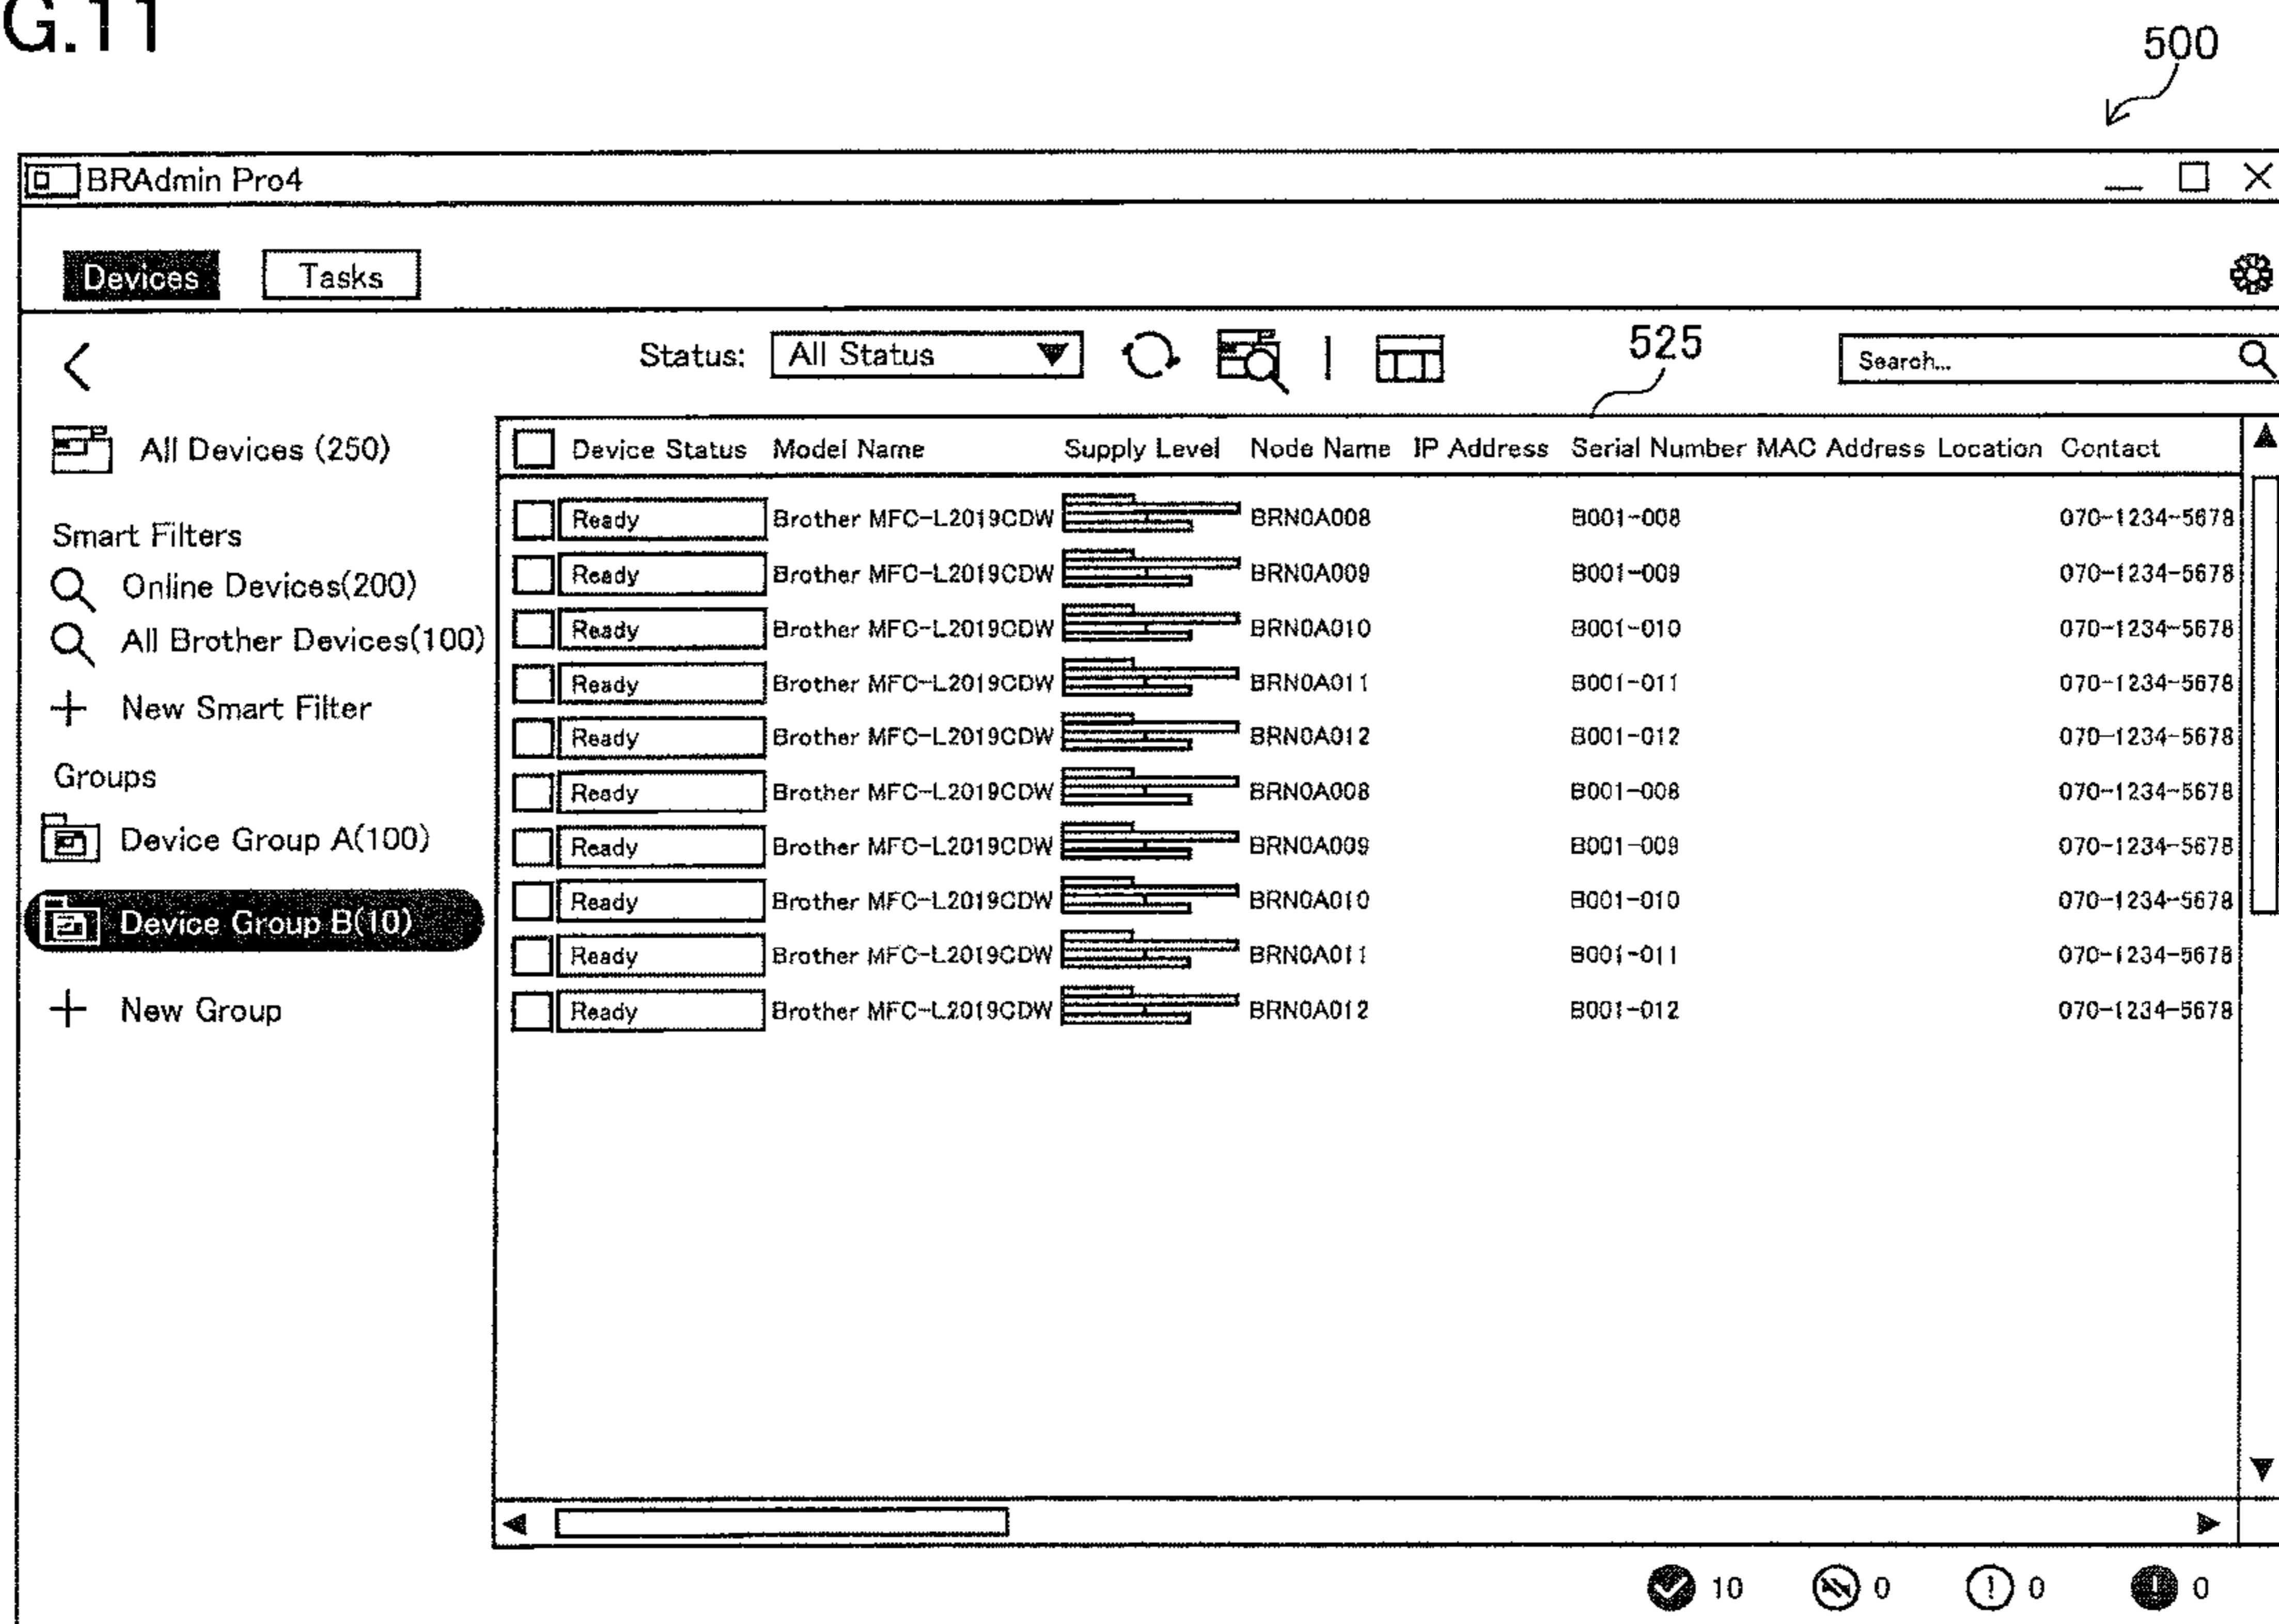 G.11
500
BRAdmin Pro4
Devices Tasks
Status: All Status 525 Search...
All Devices (250)
Smart Filters
Online Devices(200)
All Brother Devices(100)
New Smart Filter
Groups
Device Group A(100)
Device Group B(10)
New Group
Device Status Model Name Supply Level Node Name IP Address Serial Number MAC Address Location Contact
Ready Brother MFC-L2019CDW BRN0A008 B001-008 070-1234-5678
Ready Brother MFC-L2019CDW BRN0A009 B001-009 070-1234-5678
Ready Brother MFC-L2019CDW BRN0A010 B001-010 070-1234-5678
Ready Brother MFC-L2019CDW BRN0A011 B001-011 070-1234-5678
Ready Brother MFC-L2019CDW BRN0A012 B001-012 070-1234-5678
Ready Brother MFC-L2019CDW BRN0A008 B001-008 070-1234-5678
Ready Brother MFC-L2019CDW BRN0A009 B001-009 070-1234-5678
Ready Brother MFC-L2019CDW BRN0A010 B001-010 070-1234-5678
Ready Brother MFC-L2019CDW BRN0A011 B001-011 070-1234-5678
Ready Brother MFC-L2019CDW BRN0A012 B001-012 070-1234-5678
10 0 0 0